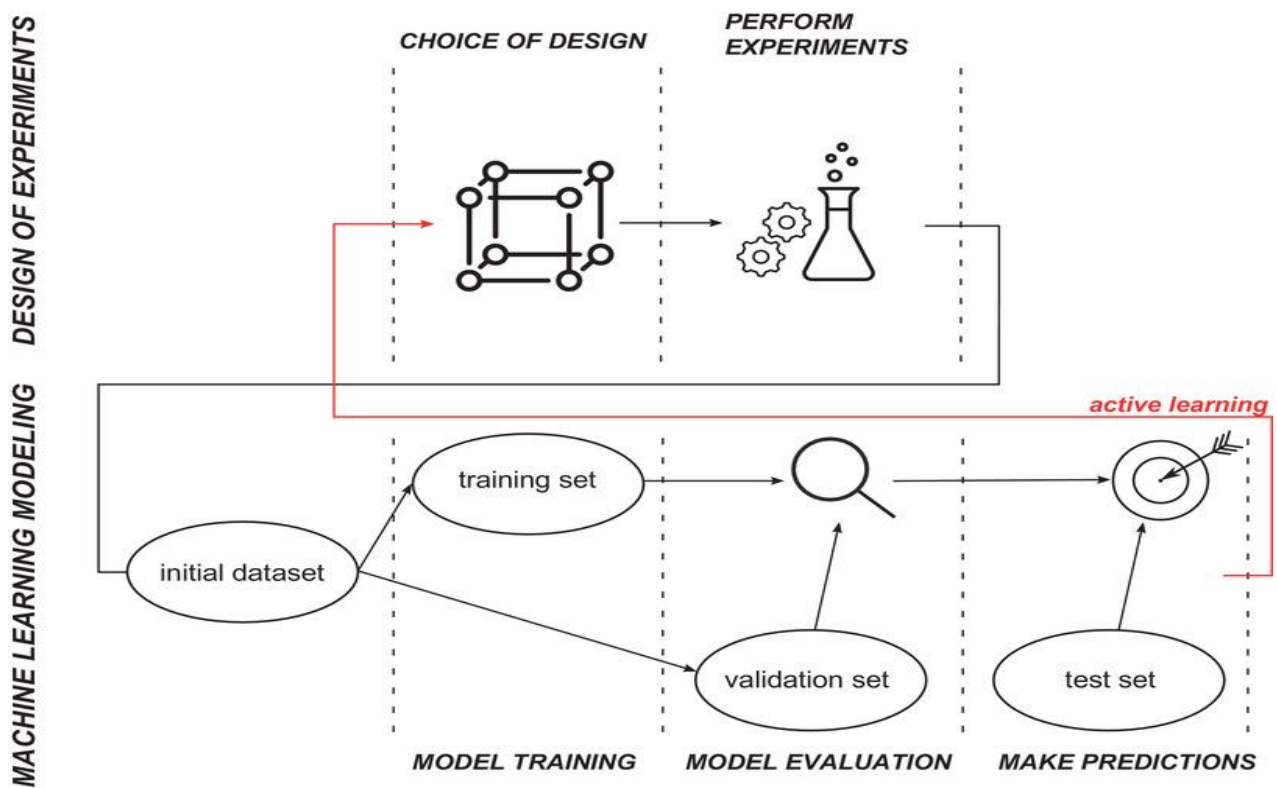 DESIGN OF EXPERIMENTS
CHOICE OF DESIGN
PERFORM
EXPERIMENTS
MACHINE LEARNING MODELING
active learning
training set
initial dataset
validation set
test set
MODEL TRAINING
MODEL EVALUATION
MAKE PREDICTIONS